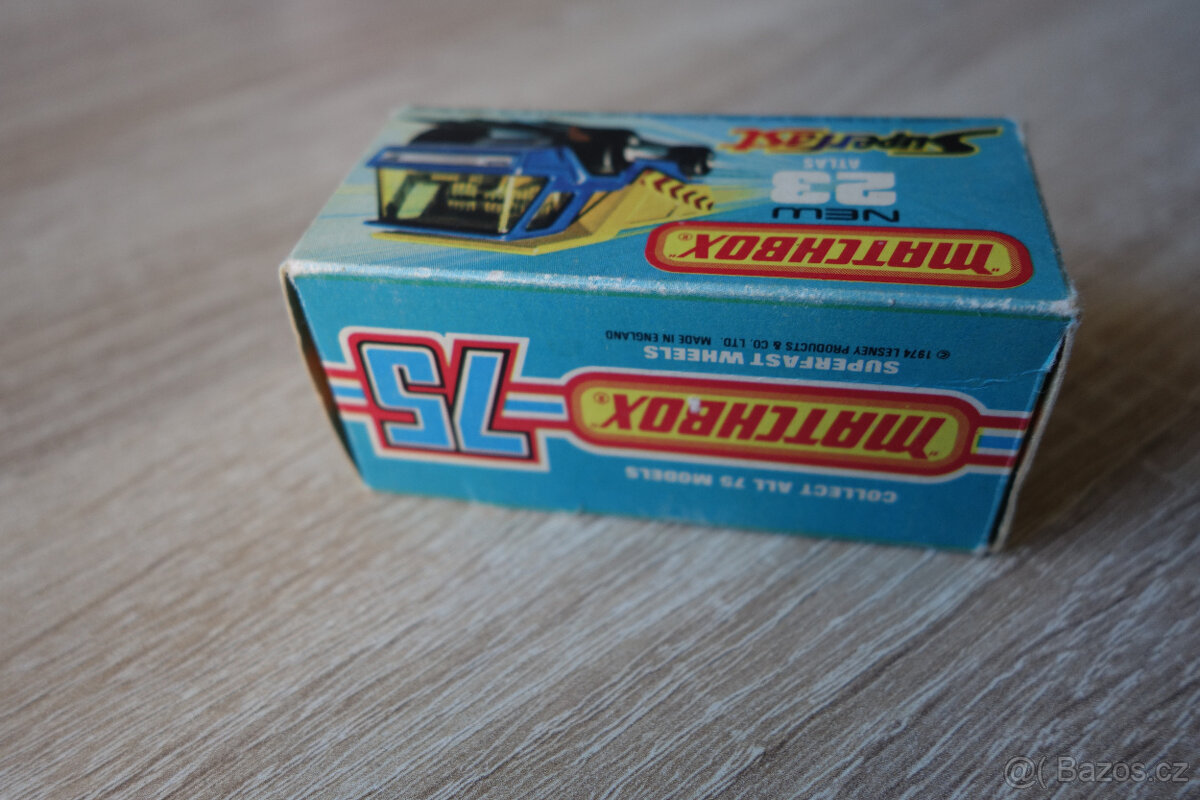 "MATCHBOX"®
NEW
23
ATLAS
Superfast
COLLECT ALL 75 MODELS
"MATCHBOX"®
75
SUPERFAST WHEELS
© 1974 LESNEY PRODUCTS & CO. LTD. MADE IN ENGLAND
@( Bazos.cz